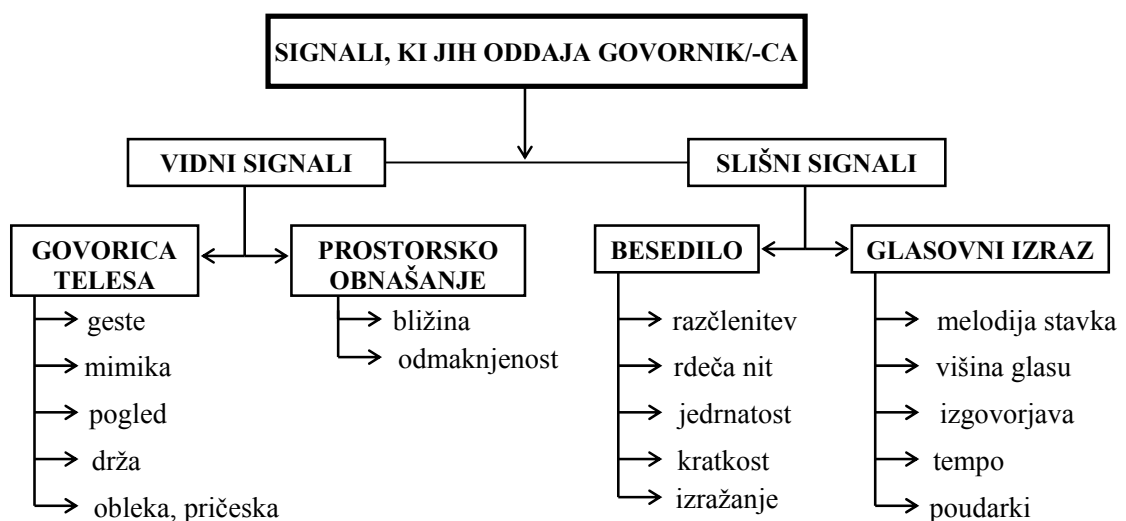 SIGNALI, KI JIH ODDAJA GOVORNIK/-CA
VIDNI SIGNALI
SLIŠNI SIGNALI
GOVORICA
TELESA
PROSTORSKO
OBNAŠANJE
BESEDILO
GLASOVNI IZRAZ
geste
mimika
pogled
drža
obleka, pričeska
bližina
odmaknjenost
razčlenitev
rdeča nit
jedrnatost
kratkost
izražanje
melodija stavka
višina glasu
izgovorjava
tempo
poudarki